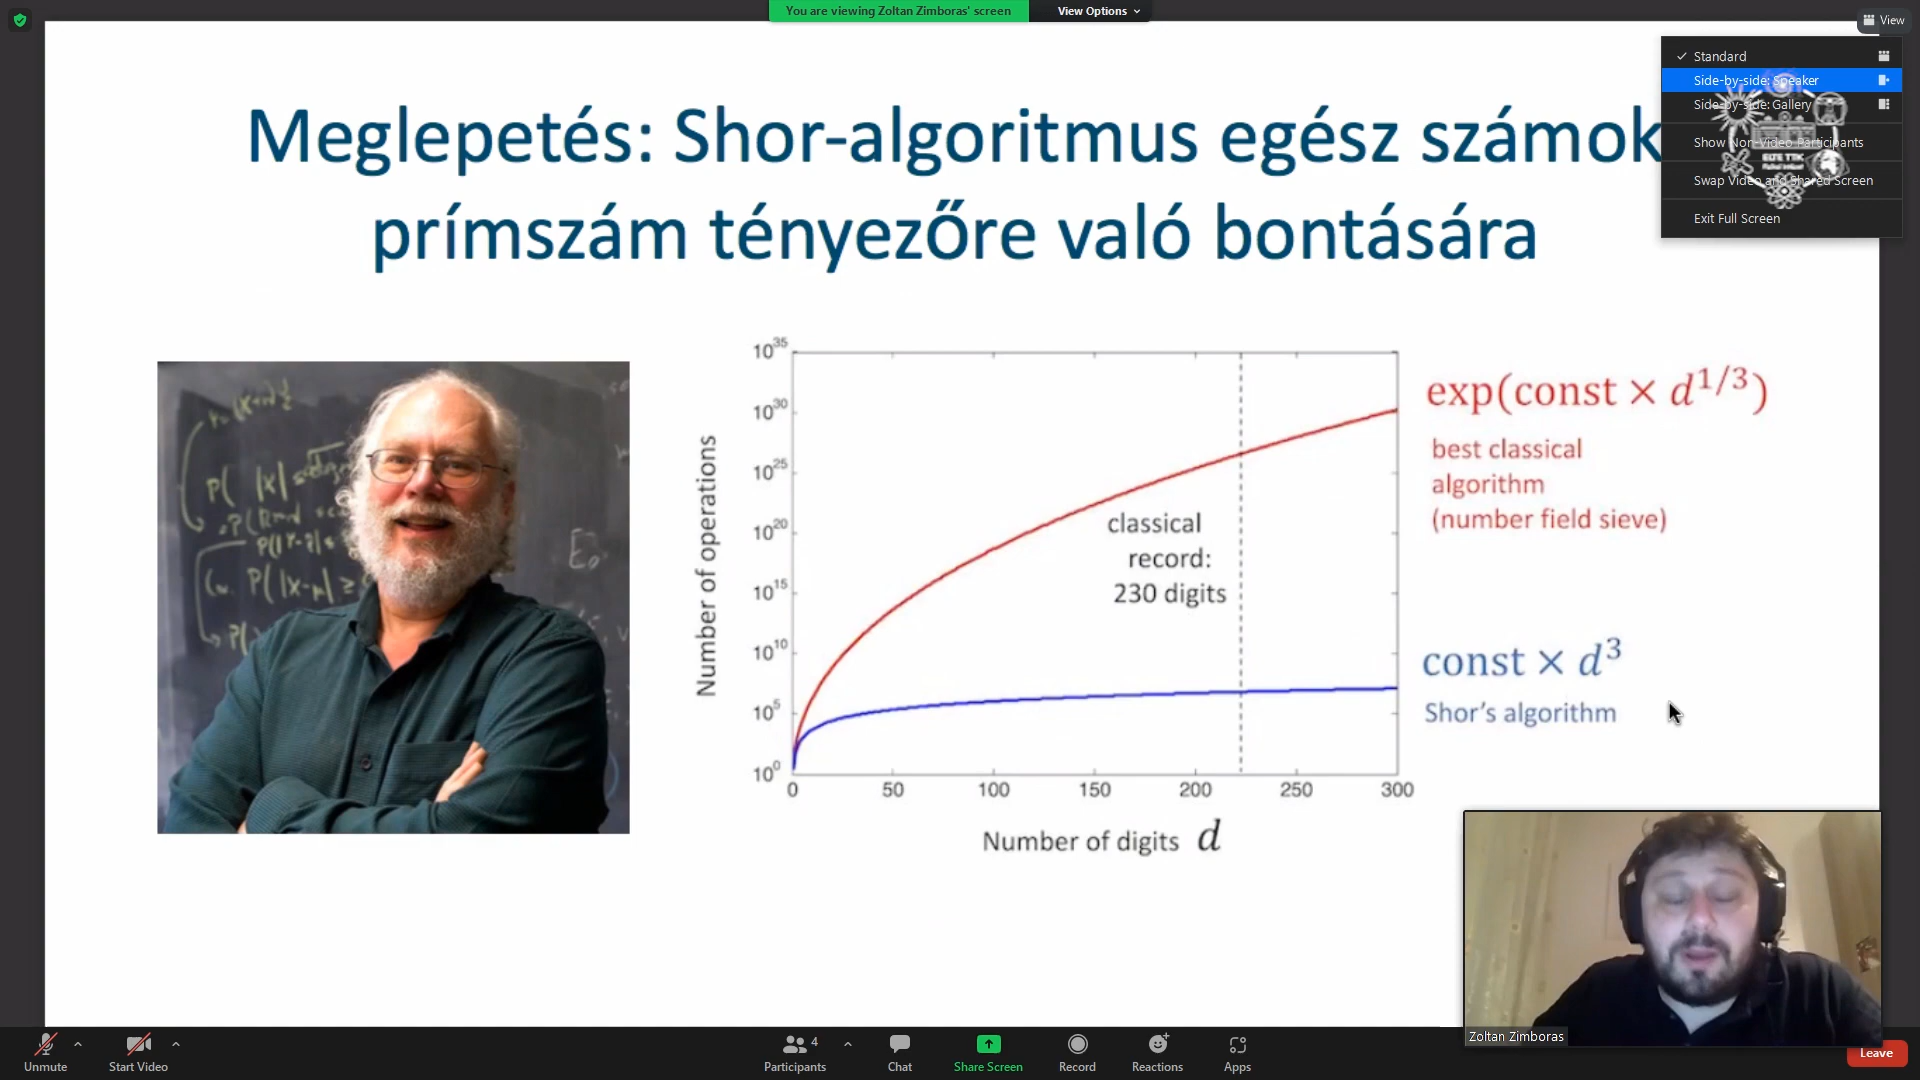 You are viewing Zoltan Zimboras' screen
View Options
View
Standard
Side-by-side: Speaker
Side-by-side: Gallery
Show Non-Video Participants
Swap Video and Shared Screen
Exit Full Screen
ELTE TTK
Meglepetés: Shor-algoritmus egész számok
prímszám tényezőre való bontására
10^35
10^30
10^25
10^20
10^15
10^10
10^5
10^0
Number of operations
0 50 100 150 200 250 300
Number of digits d
classical
record:
230 digits
exp(const × d^1/3)
best classical
algorithm
(number field sieve)
const × d^3
Shor's algorithm
Zoltan Zimboras
Unmute
Start Video
Participants
4
Chat
Share Screen
Record
Reactions
Apps
Leave